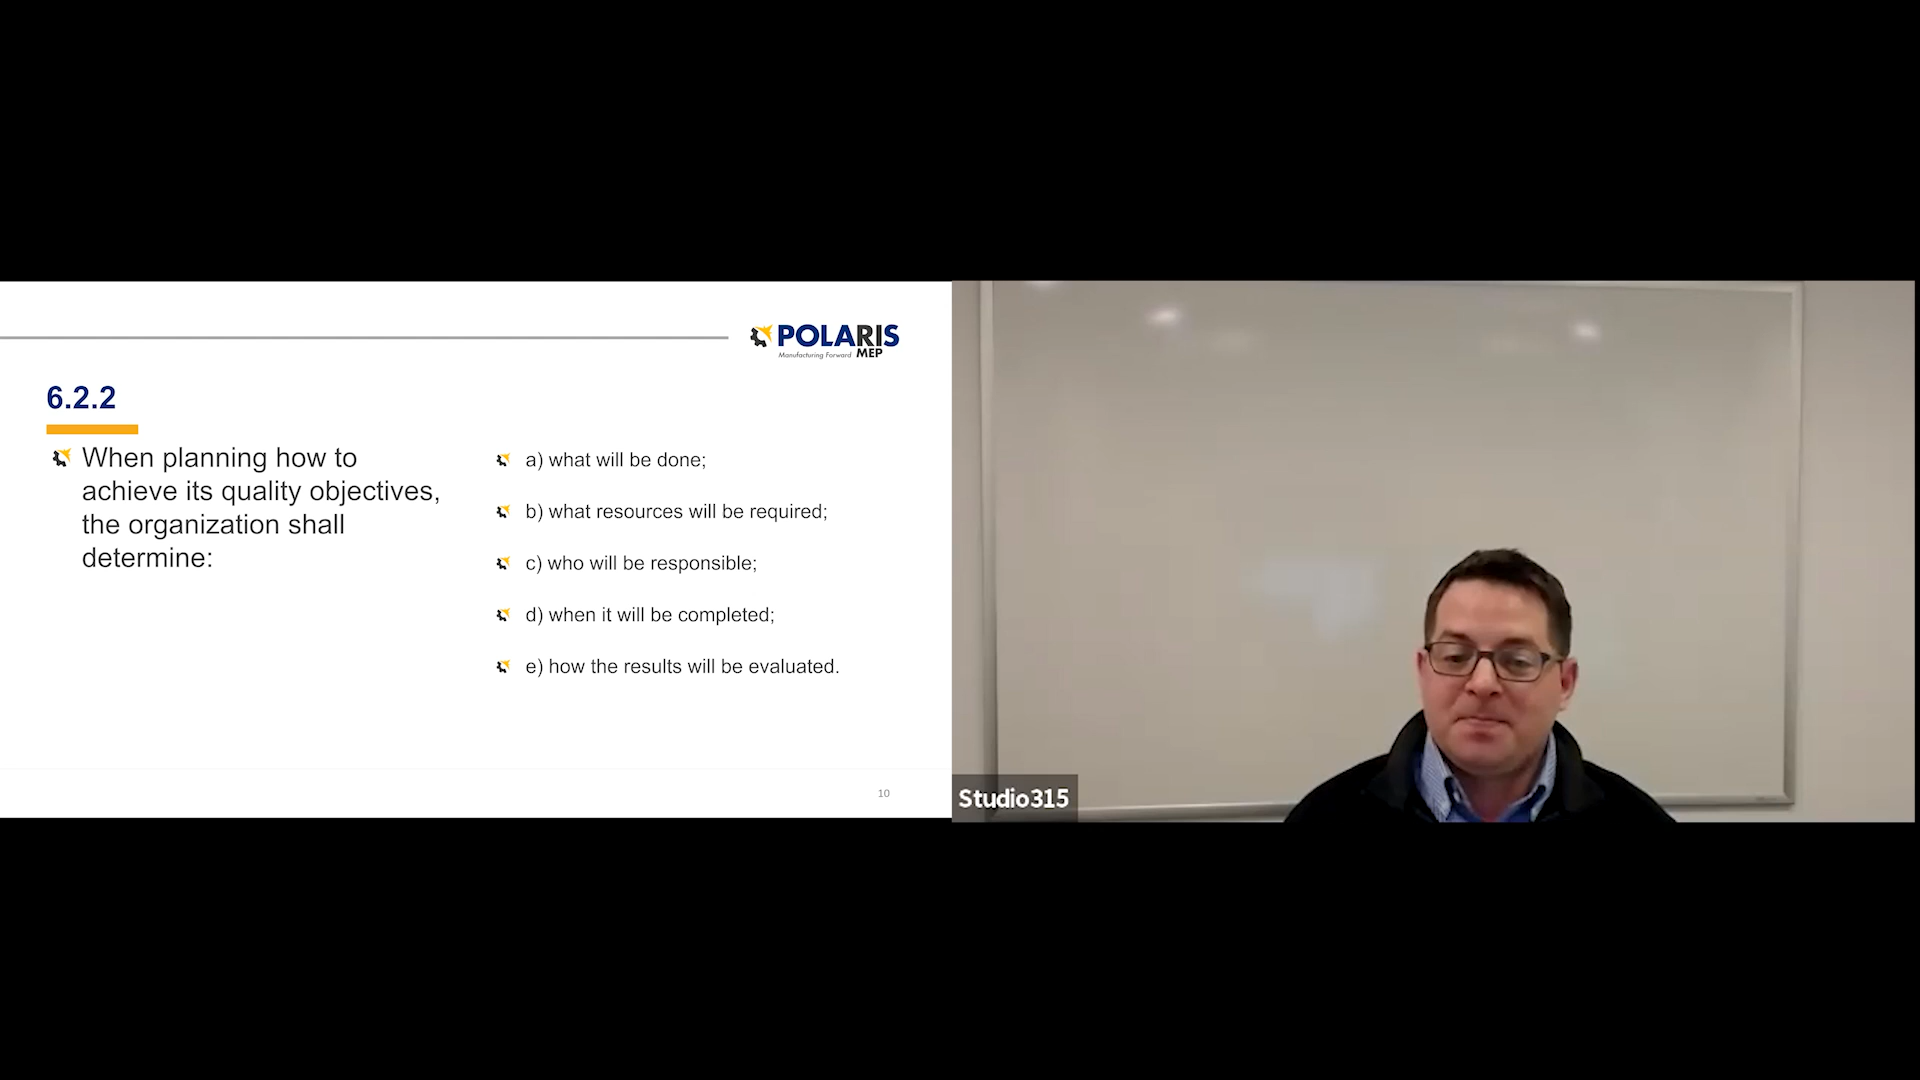 POLARIS
Manufacturing Forward MEP
6.2.2
When planning how to
achieve its quality objectives,
the organization shall
determine:
a) what will be done;
b) what resources will be required;
c) who will be responsible;
d) when it will be completed;
e) how the results will be evaluated.
10
Studio315